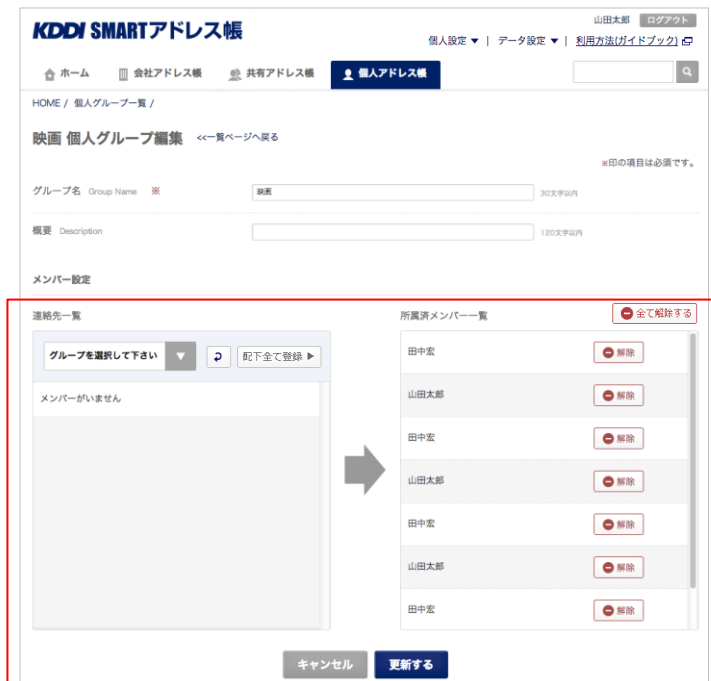 KDDI SMARTアドレス帳
山田太郎 ログアウト
個人設定 ▼ | データ設定 ▼ | 利用方法(ガイドブック)
ホーム 会社アドレス帳 共有アドレス帳 個人アドレス帳
HOME / 個人グループ一覧 /
映画 個人グループ編集 <<一覧ページへ戻る
※印の項目は必須です。
グループ名 Group Name ※ 映画 30文字以内
概要 Description 120文字以内
メンバー設定
連絡先一覧
グループを選択して下さい ▼ 配下全て登録 ▶
メンバーがいません
所属済メンバー一覧 全て解除する
田中宏 解除
山田太郎 解除
田中宏 解除
山田太郎 解除
田中宏 解除
山田太郎 解除
田中宏 解除
キャンセル 更新する